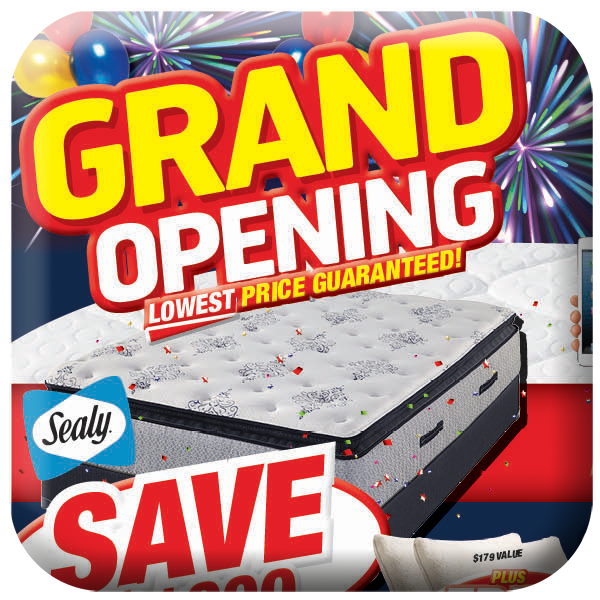 GRAND
OPENING
LOWEST PRICE GUARANTEED!
Sealy.
SAVE
$179 VALUE
PLUS